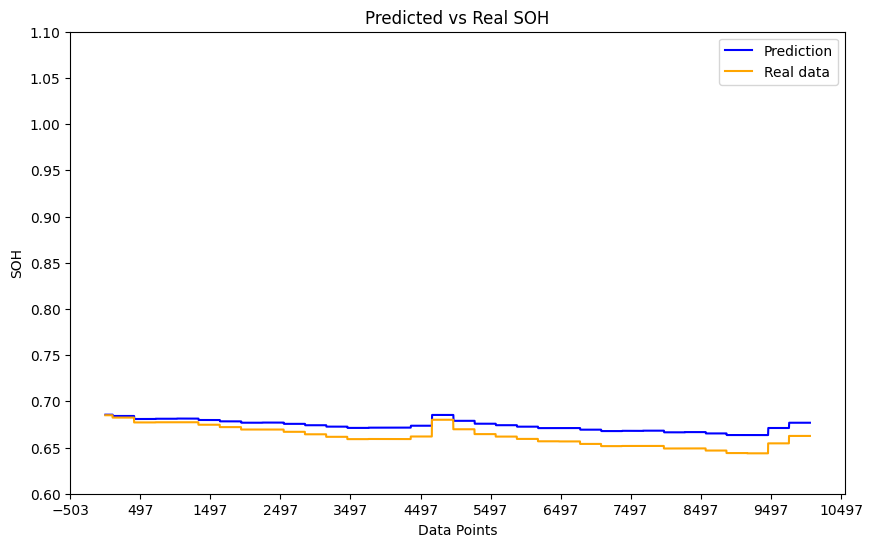 Predicted vs Real SOH
Prediction
Real data
SOH
1.10
1.05
1.00
0.95
0.90
0.85
0.80
0.75
0.70
0.65
0.60
−503 497 1497 2497 3497 4497 5497 6497 7497 8497 9497 10497
Data Points